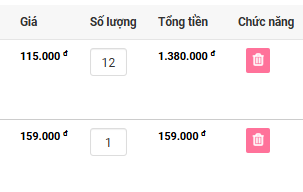 Giá Số lượng Tổng tiền Chức năng
115.000 đ 12 1.380.000 đ
159.000 đ 1 159.000 đ